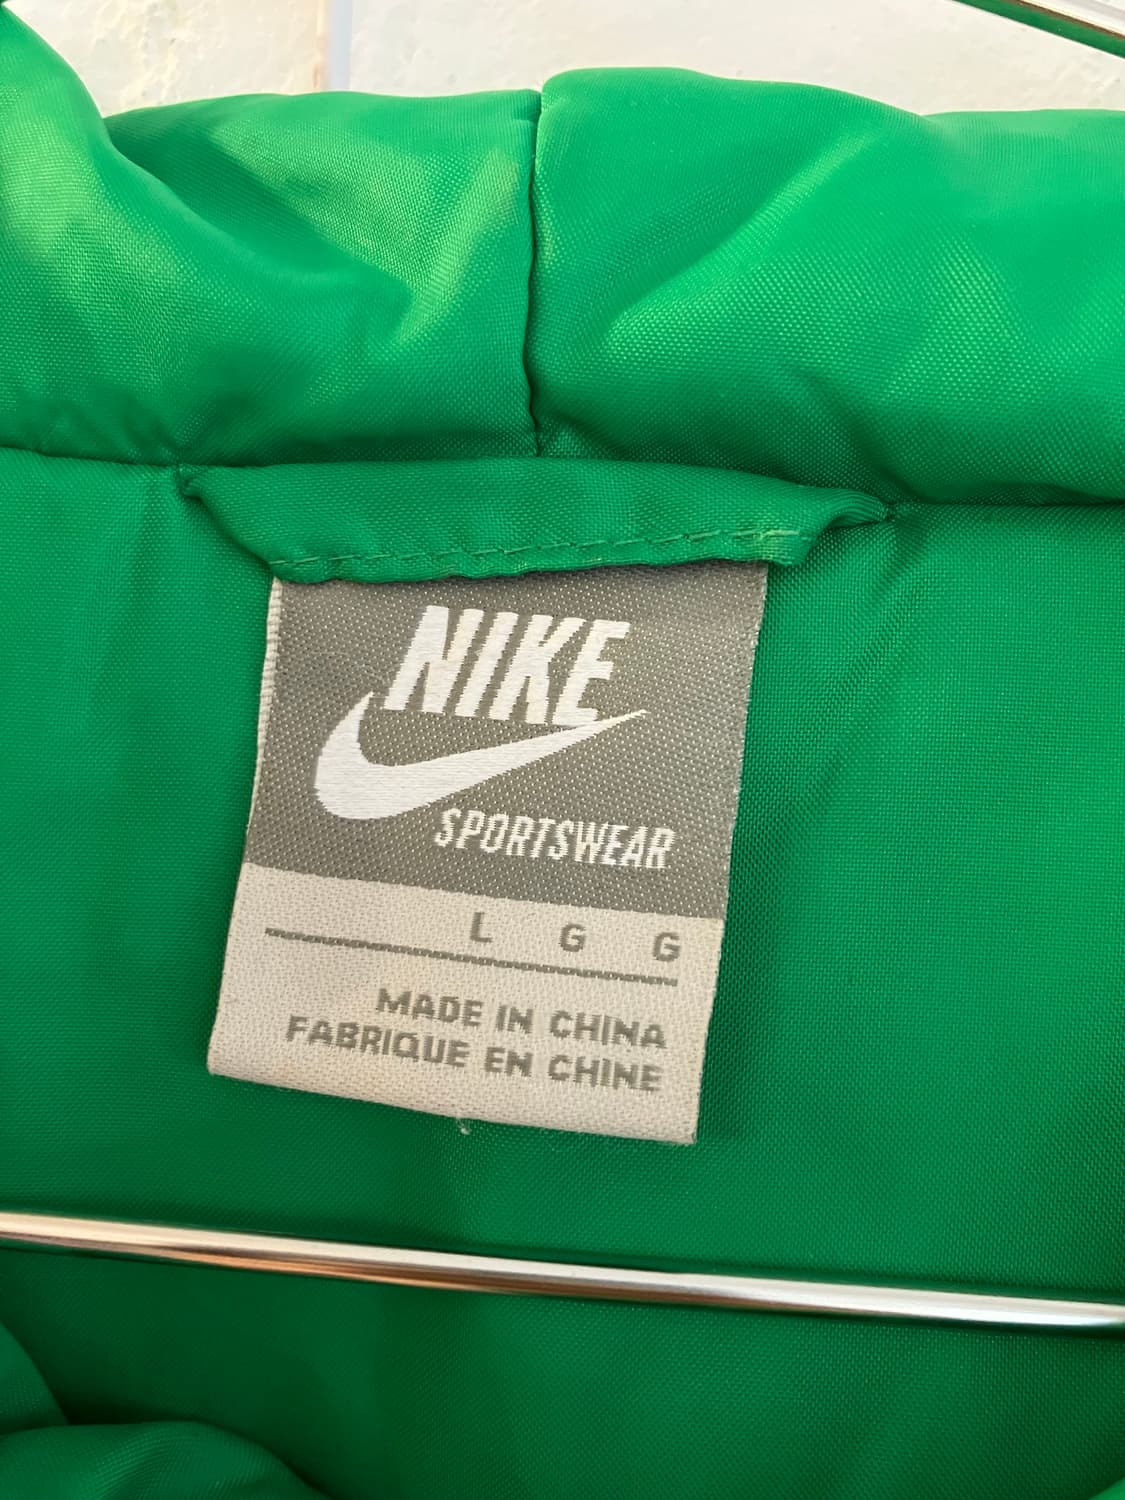 NIKE
SPORTSWEAR
L G G
MADE IN CHINA
FABRIQUE EN CHINE